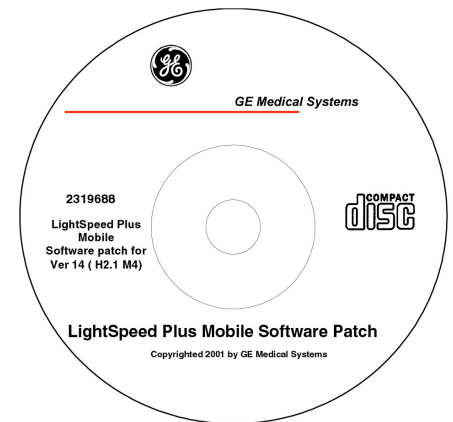 GE
GE Medical Systems
2319688
LightSpeed Plus
Mobile
Software patch for
Ver 14 ( H2.1 M4)
COMPACT
disc
LightSpeed Plus Mobile Software Patch
Copyrighted 2001 by GE Medical Systems